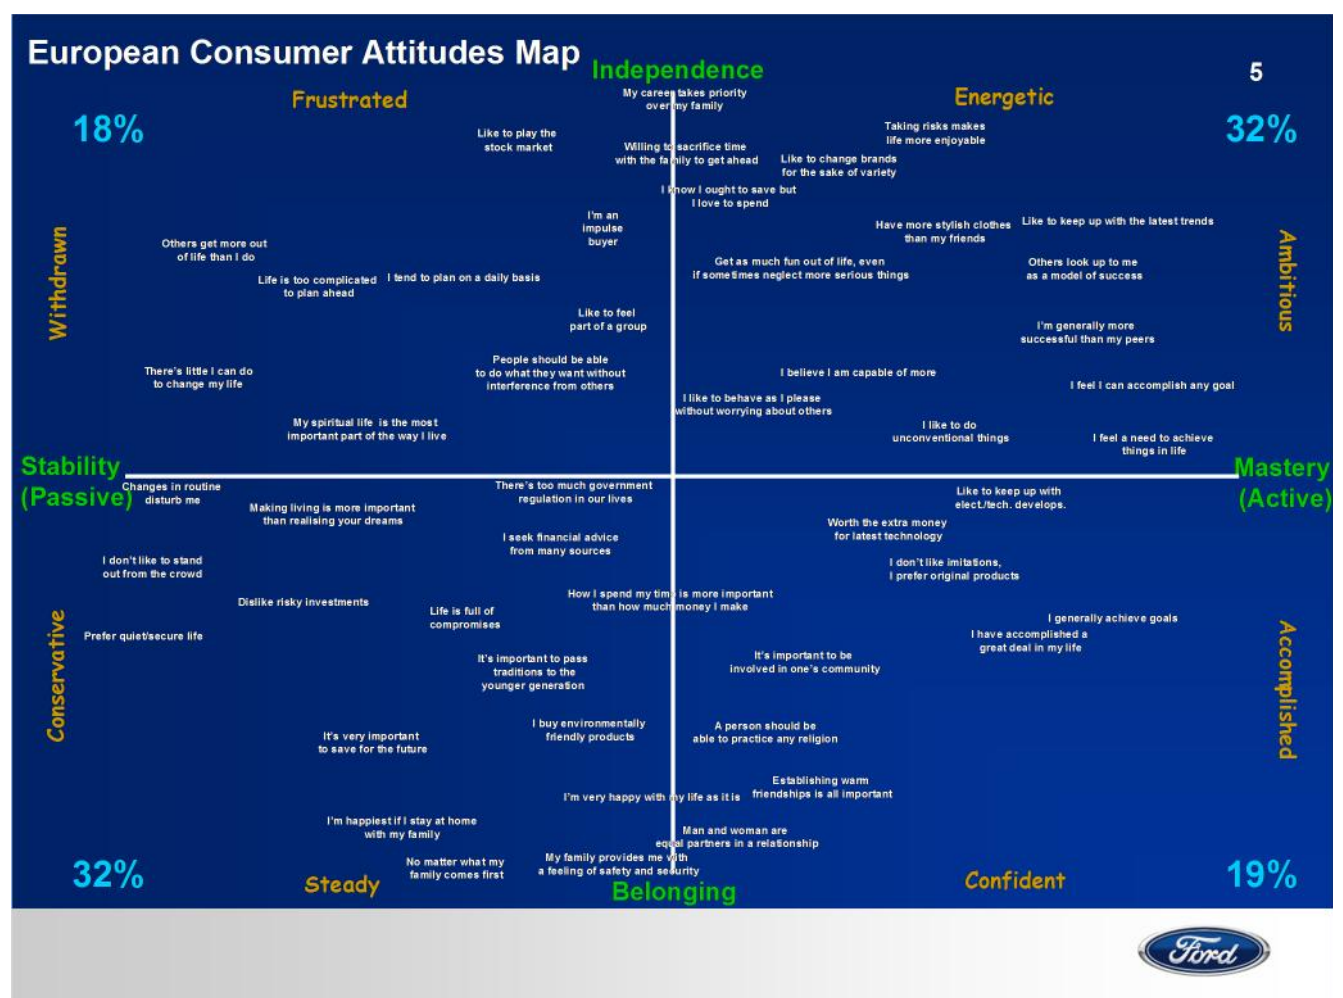 European Consumer Attitudes Map
5
Independence
Frustrated
Energetic
18%
32%
My career takes priority
over my family
Like to play the
stock market
Willing to sacrifice time
with the family to get ahead
Taking risks makes
life more enjoyable
Like to change brands
for the sake of variety
I know I ought to save but
I love to spend
I'm an
impulse
buyer
Have more stylish clothes
than my friends
Like to keep up with the latest trends
Withdrawn
Others get more out
of life than I do
Life is too complicated
to plan ahead
I tend to plan on a daily basis
Get as much fun out of life, even
if sometimes neglect more serious things
Others look up to me
as a model of success
Ambitious
Like to feel
part of a group
I'm generally more
successful than my peers
There's little I can do
to change my life
People should be able
to do what they want without
interference from others
I believe I am capable of more
I feel I can accomplish any goal
I like to behave as I please
without worrying about others
My spiritual life is the most
important part of the way I live
I like to do
unconventional things
I feel a need to achieve
things in life
Stability
(Passive)
Mastery
(Active)
Changes in routine
disturb me
Making living is more important
than realising your dreams
There's too much government
regulation in our lives
Like to keep up with
elect./tech. develops.
Worth the extra money
for latest technology
I seek financial advice
from many sources
I don't like to stand
out from the crowd
I don't like imitations,
I prefer original products
Dislike risky investments
How I spend my time is more important
than how much money I make
Life is full of
compromises
Conservative
Prefer quiet/secure life
I generally achieve goals
I have accomplished a
great deal in my life
Accomplished
It's important to pass
traditions to the
younger generation
It's important to be
involved in one's community
It's very important
to save for the future
I buy environmentally
friendly products
A person should be
able to practice any religion
I'm very happy with my life as it is
Establishing warm
friendships is all important
I'm happiest if I stay at home
with my family
Man and woman are
equal partners in a relationship
No matter what my
family comes first
My family provides me with
a feeling of safety and security
32%
19%
Steady
Belonging
Confident
Ford